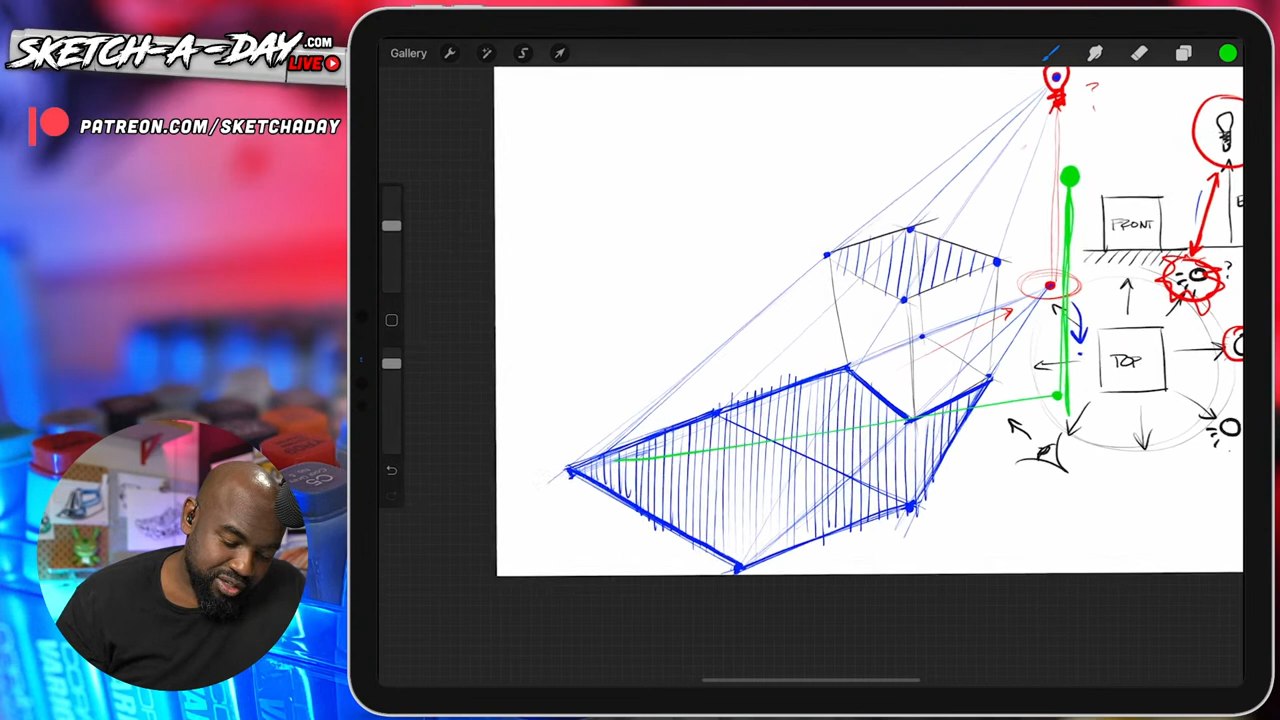 SKETCH-A-DAY.COM
LIVE
PATREON.COM/SKETCHADAY
Gallery
?
FRONT
?
TOP